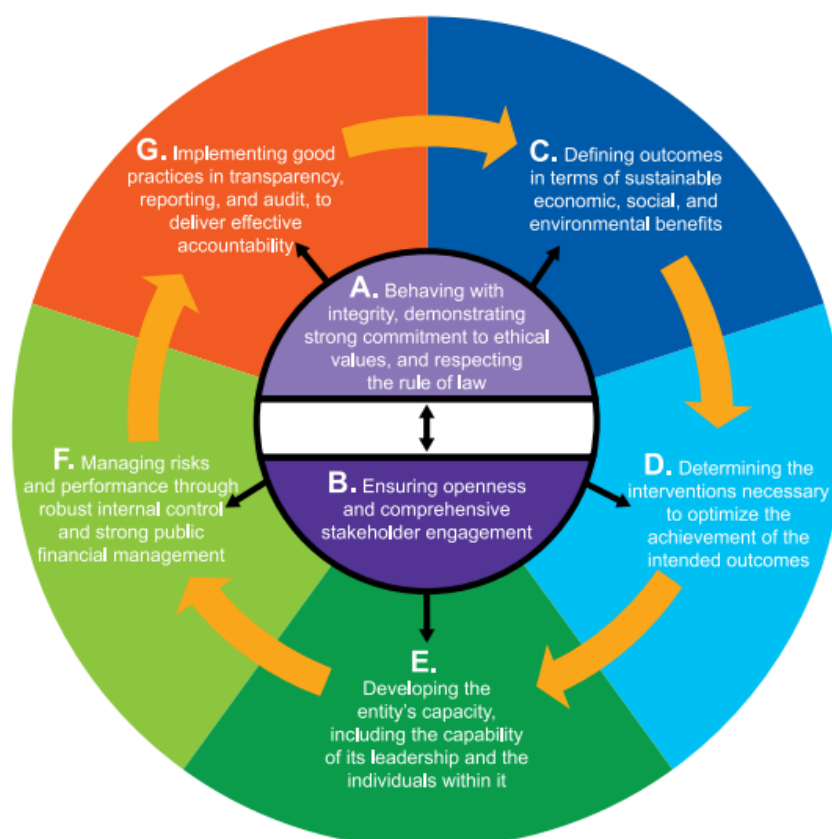 G. Implementing good
practices in transparency,
reporting, and audit, to
deliver effective
accountability
C. Defining outcomes
in terms of sustainable
economic, social, and
environmental benefits
A. Behaving with
integrity, demonstrating
strong commitment to ethical
values, and respecting
the rule of law
B. Ensuring openness
and comprehensive
stakeholder engagement
F. Managing risks
and performance through
robust internal control
and strong public
financial management
D. Determining the
interventions necessary
to optimize the
achievement of the
intended outcomes
E.
Developing the
entity's capacity,
including the capability
of its leadership and the
individuals within it